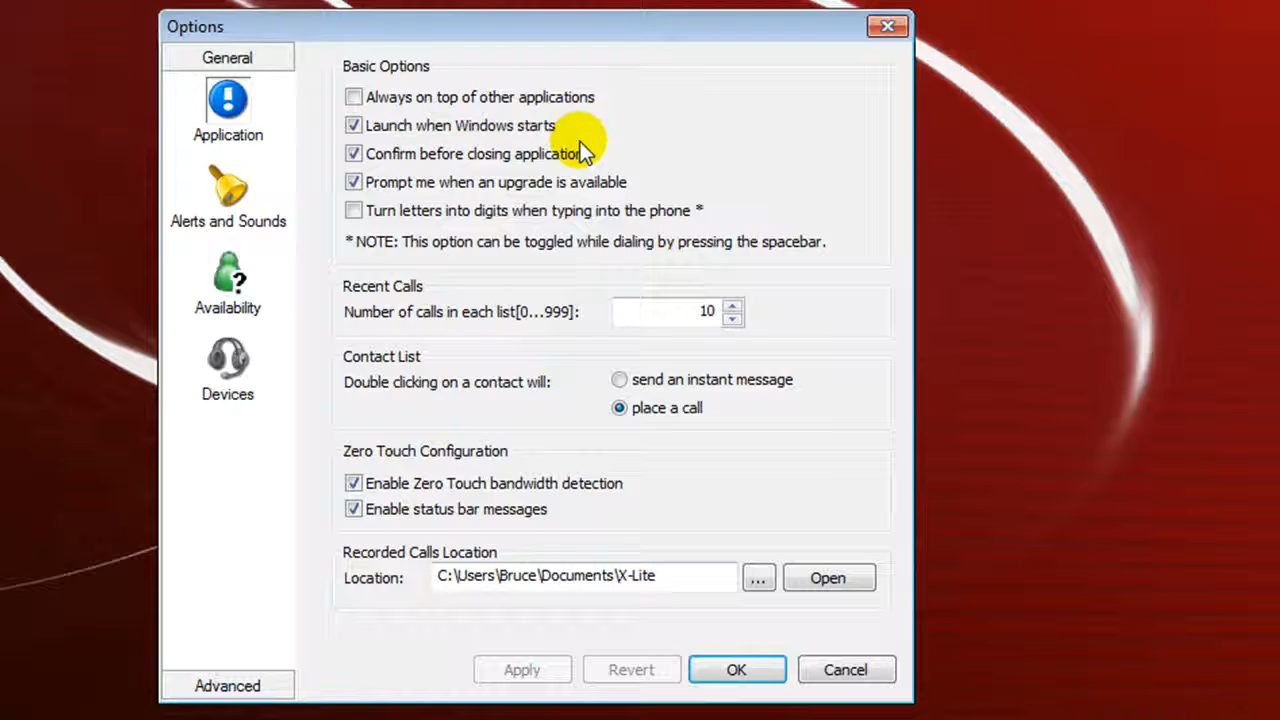 Options
General
Application
Alerts and Sounds
Availability
Devices
Advanced
Basic Options
Always on top of other applications
Launch when Windows starts
Confirm before closing application
Prompt me when an upgrade is available
Turn letters into digits when typing into the phone *
* NOTE: This option can be toggled while dialing by pressing the spacebar.
Recent Calls
Number of calls in each list[0...999]: 10
Contact List
Double clicking on a contact will: send an instant message
place a call
Zero Touch Configuration
Enable Zero Touch bandwidth detection
Enable status bar messages
Recorded Calls Location
Location: C:\Users\Bruce\Documents\X-Lite ... Open
Apply Revert OK Cancel